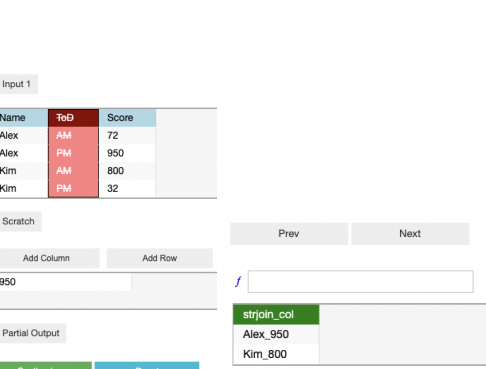 Input 1
Name ToD Score
Alex AM 72
Alex PM 950
Kim AM 800
Kim PM 32
Scratch
Add Column Add Row
950
Partial Output
Prev Next
f
strjoin_col
Alex_950
Kim_800